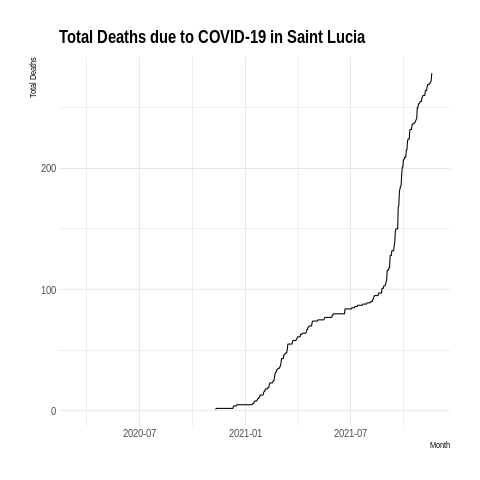 Total Deaths due to COVID-19 in Saint Lucia
Total Deaths
200
100
0
2020-07 2021-01 2021-07
Month